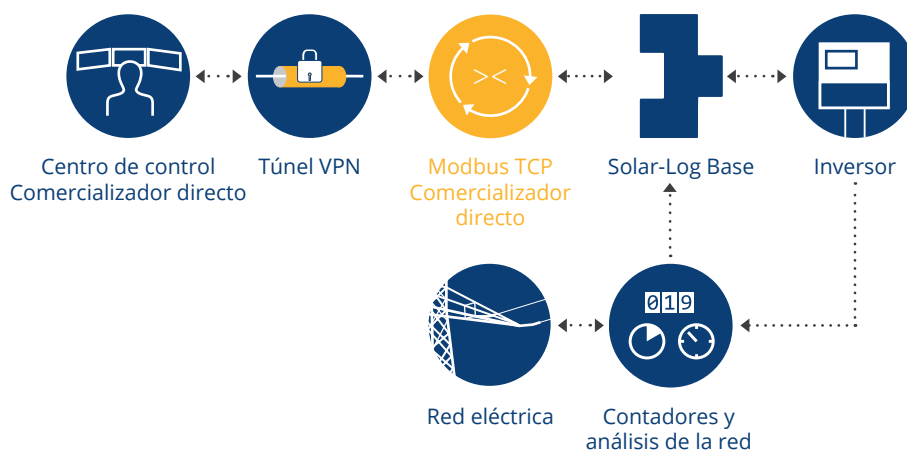 Centro de control
Comercializador directo
Túnel VPN
Modbus TCP
Comercializador
directo
Solar-Log Base
Inversor
019
Red eléctrica
Contadores y
análisis de la red